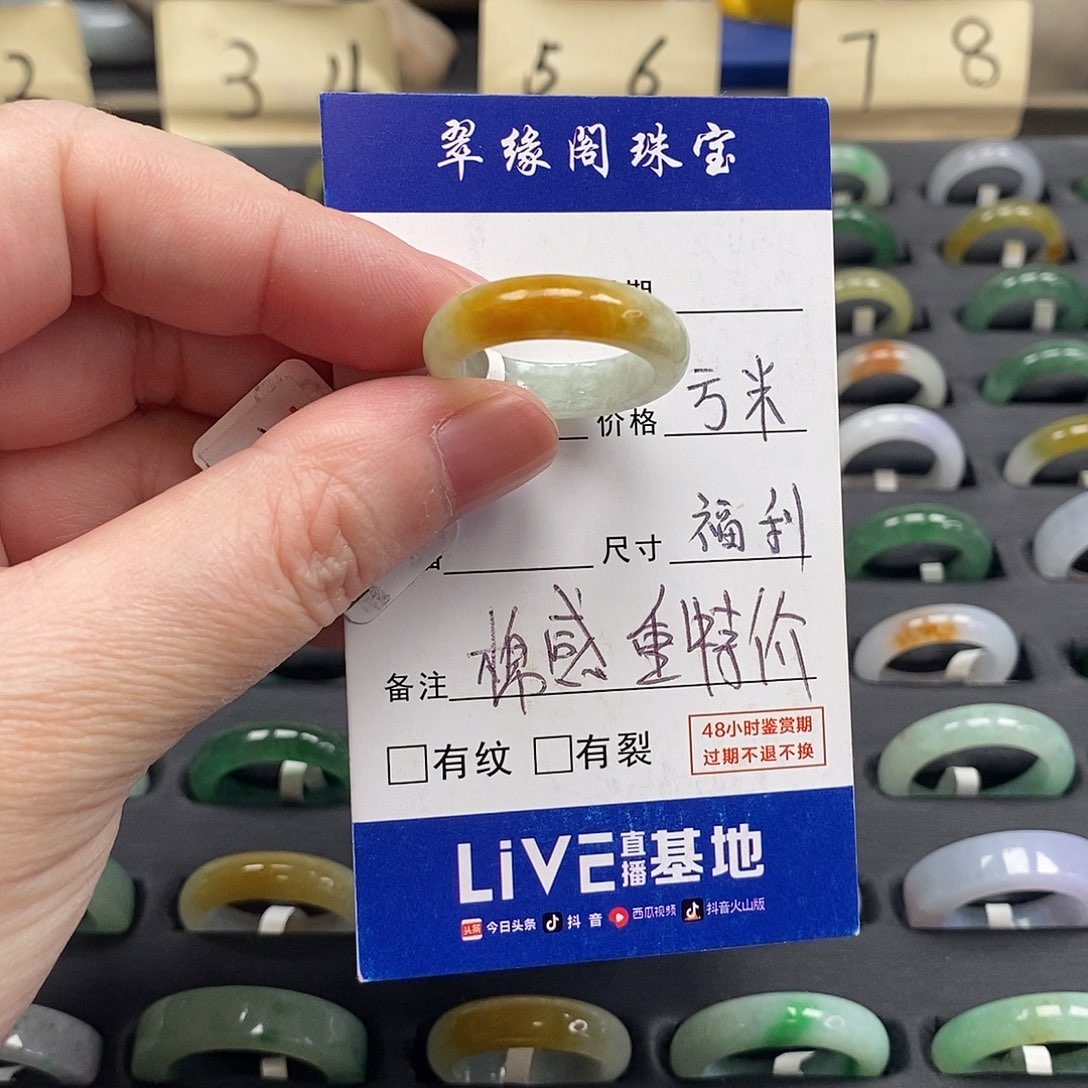 2
3 4
5 6
7 8
翠缘阁珠宝
期
价格 亏米
尺寸 福利
备注 棉感重特价
□有纹 □有裂
48小时鉴赏期
过期不退不换
LiVE直播基地
头条 今日头条 抖音 西瓜视频 抖音火山版